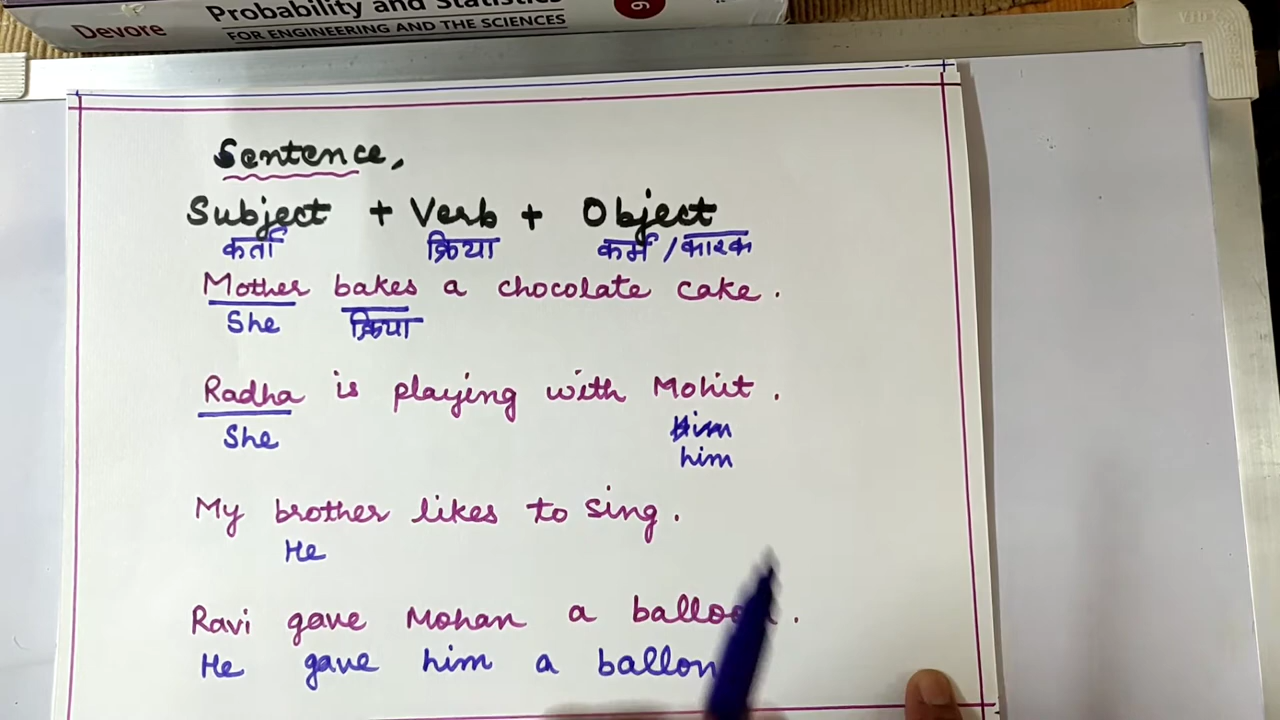 Probability and Statistics
Devore
FOR ENGINEERING AND THE SCIENCES
9
Sentence,
Subject + Verb + Object
कर्ता क्रिया कर्म / कारक
Mother bakes a chocolate cake.
She क्रिया
Radha is playing with Mohit.
She him
him
My brother likes to sing.
He
Ravi gave Mohan a balloon.
He gave him a ballon